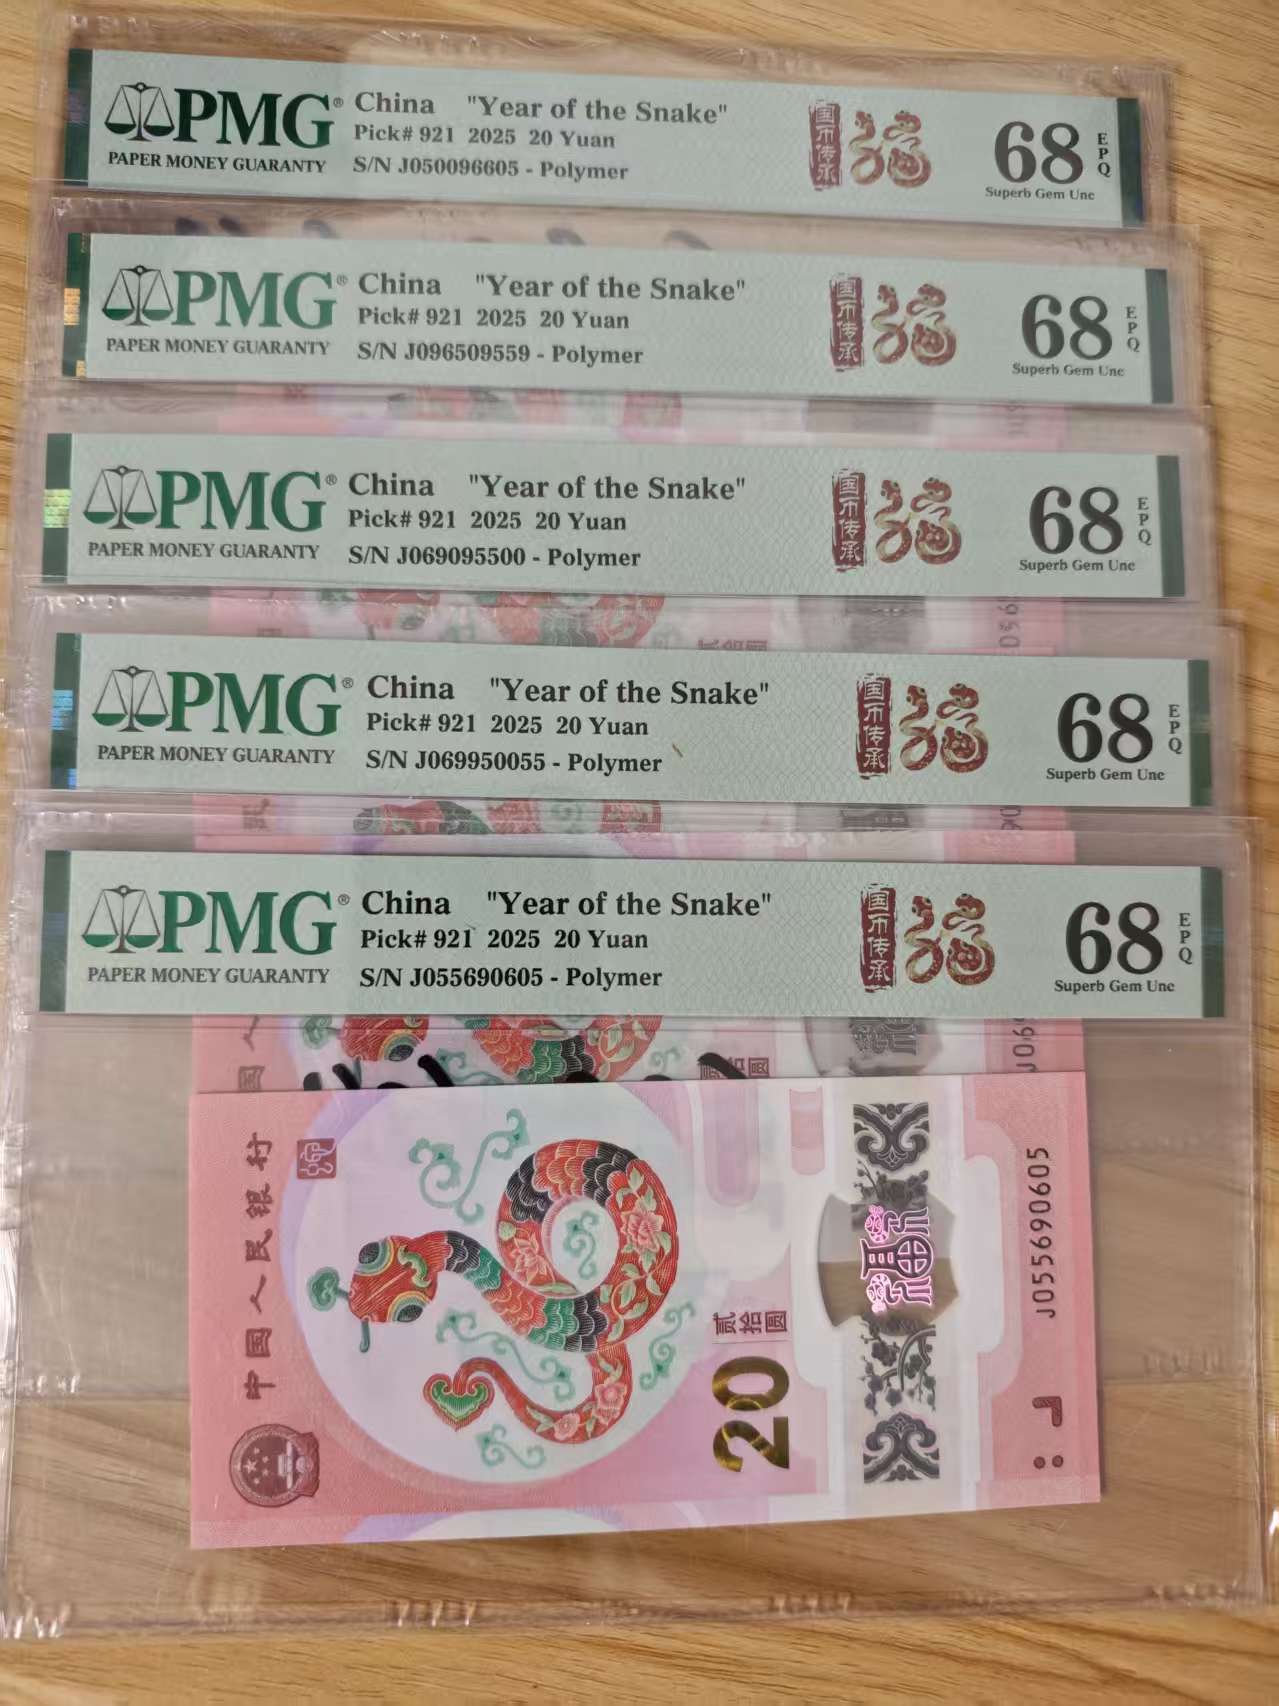 PMG® China "Year of the Snake"
Pick# 921 2025 20 Yuan
PAPER MONEY GUARANTY S/N J050096605 - Polymer
国币传承
68 EPQ
Superb Gem Unc
PMG® China "Year of the Snake"
Pick# 921 2025 20 Yuan
PAPER MONEY GUARANTY S/N J096509559 - Polymer
国币传承
68 EPQ
Superb Gem Unc
PMG® China "Year of the Snake"
Pick# 921 2025 20 Yuan
PAPER MONEY GUARANTY S/N J069095500 - Polymer
国币传承
68 EPQ
Superb Gem Unc
贰拾圆
PMG® China "Year of the Snake"
Pick# 921 2025 20 Yuan
PAPER MONEY GUARANTY S/N J069950055 - Polymer
国币传承
68 EPQ
Superb Gem Unc
PMG® China "Year of the Snake"
Pick# 921 2025 20 Yuan
PAPER MONEY GUARANTY S/N J055690605 - Polymer
国币传承
68 EPQ
Superb Gem Unc
贰拾圆
中国人民银行
20
贰拾圆
J055690605